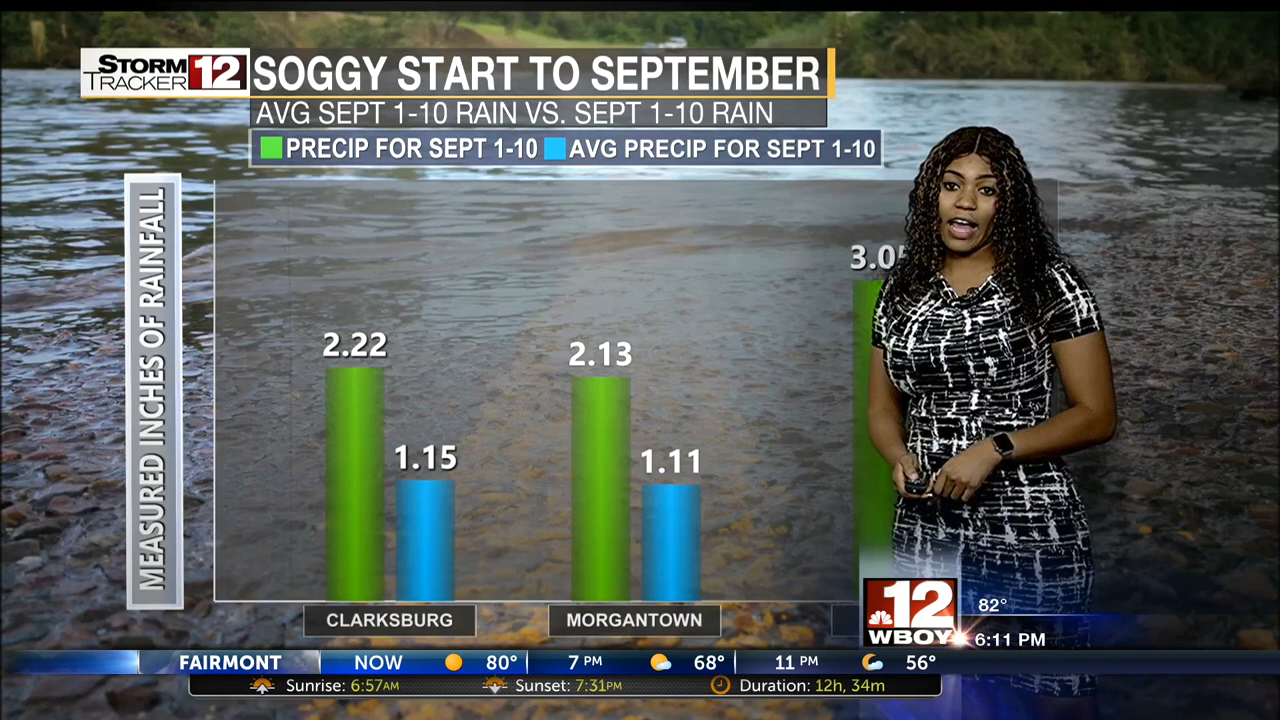 STORM TRACKER 12
SOGGY START TO SEPTEMBER
AVG SEPT 1-10 RAIN VS. SEPT 1-10 RAIN
PRECIP FOR SEPT 1-10 AVG PRECIP FOR SEPT 1-10
MEASURED INCHES OF RAINFALL
2.22
1.15
2.13
1.11
3.05
CLARKSBURG
MORGANTOWN
12
WBOY
82°
6:11 PM
FAIRMONT NOW 80° 7 PM 68° 11 PM 56°
Sunrise: 6:57AM Sunset: 7:31PM Duration: 12h, 34m